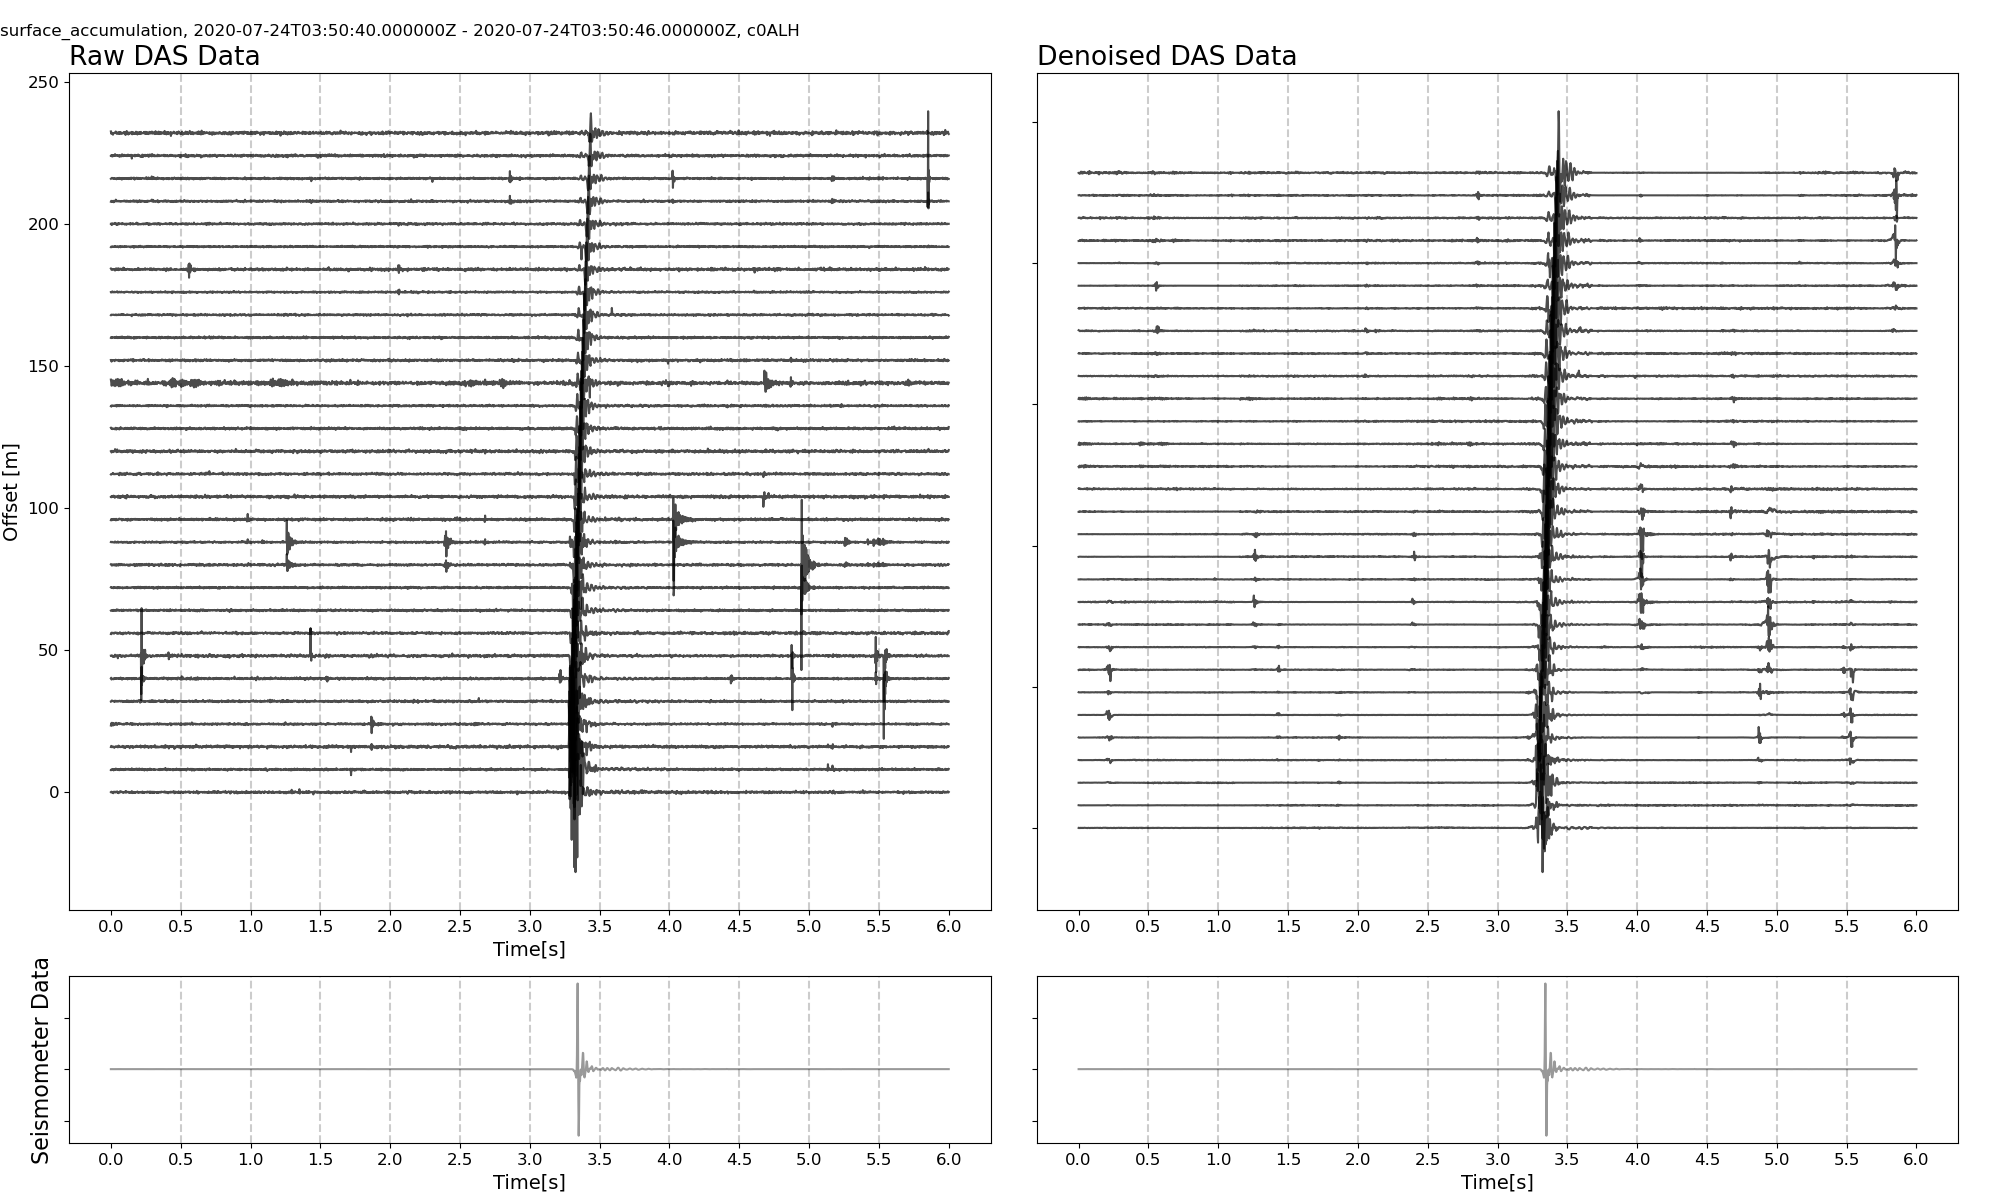 surface_accumulation, 2020-07-24T03:50:40.000000Z - 2020-07-24T03:50:46.000000Z, c0ALH
Raw DAS Data
Denoised DAS Data
250
200
150
100
50
0
Offset [m]
0.0 0.5 1.0 1.5 2.0 2.5 3.0 3.5 4.0 4.5 5.0 5.5 6.0
Time[s]
0.0 0.5 1.0 1.5 2.0 2.5 3.0 3.5 4.0 4.5 5.0 5.5 6.0
Seismometer Data
0.0 0.5 1.0 1.5 2.0 2.5 3.0 3.5 4.0 4.5 5.0 5.5 6.0
Time[s]
0.0 0.5 1.0 1.5 2.0 2.5 3.0 3.5 4.0 4.5 5.0 5.5 6.0
Time[s]